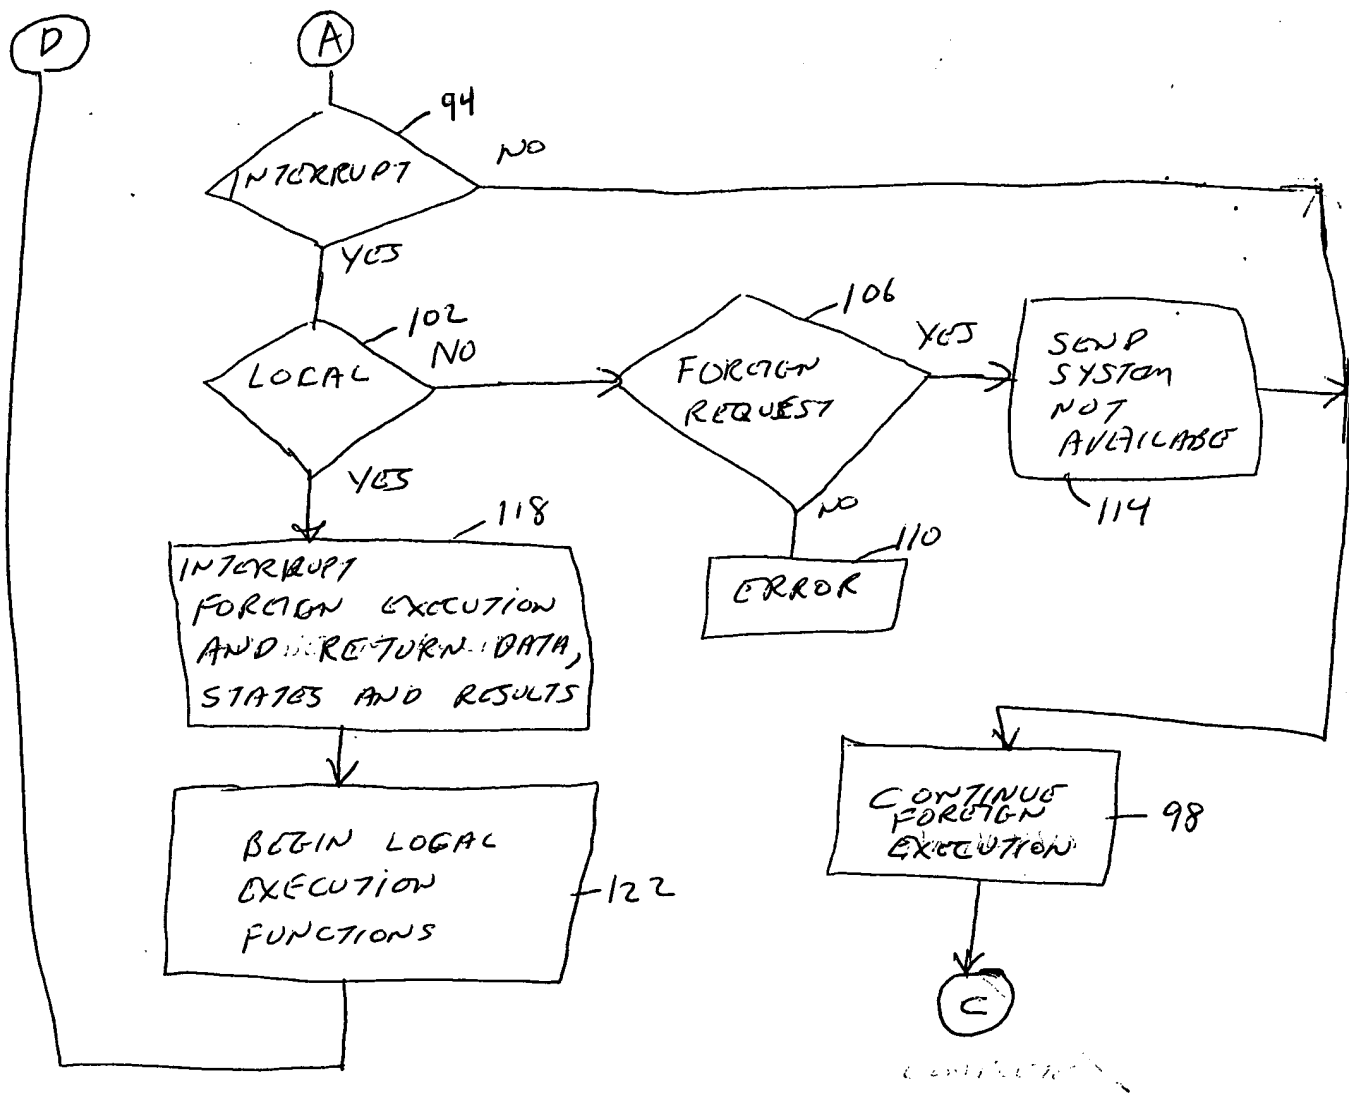 D
A
94
INTERRUPT
NO
YES
102
LOCAL
NO
106
FOREIGN
REQUEST
YES
SEND
SYSTEM
NOT
AVAILABLE
114
YES
NO
118
110
INTERRUPT
FOREIGN EXECUTION
AND RETURN DATA,
STATES AND RESULTS
ERROR
BEGIN LOCAL
EXECUTION
FUNCTIONS
122
CONTINUE
FOREIGN
EXECUTION
98
C